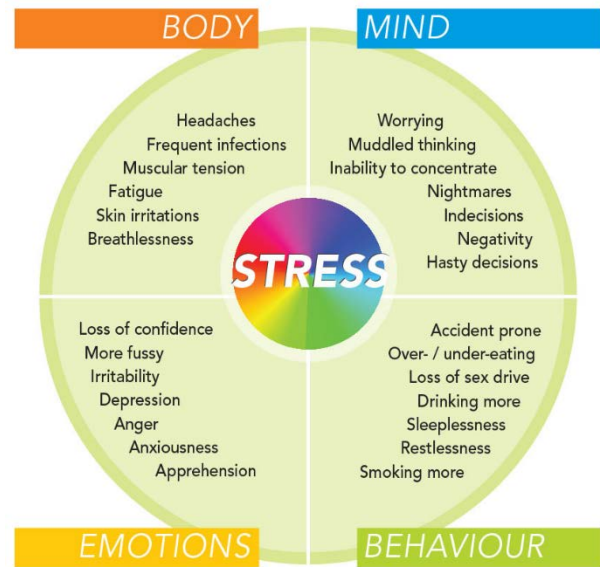 BODY
Headaches
Frequent infections
Muscular tension
Fatigue
Skin irritations
Breathlessness
MIND
Worrying
Muddled thinking
Inability to concentrate
Nightmares
Indecisions
Negativity
Hasty decisions
STRESS
Loss of confidence
More fussy
Irritability
Depression
Anger
Anxiousness
Apprehension
EMOTIONS
Accident prone
Over- / under-eating
Loss of sex drive
Drinking more
Sleeplessness
Restlessness
Smoking more
BEHAVIOUR